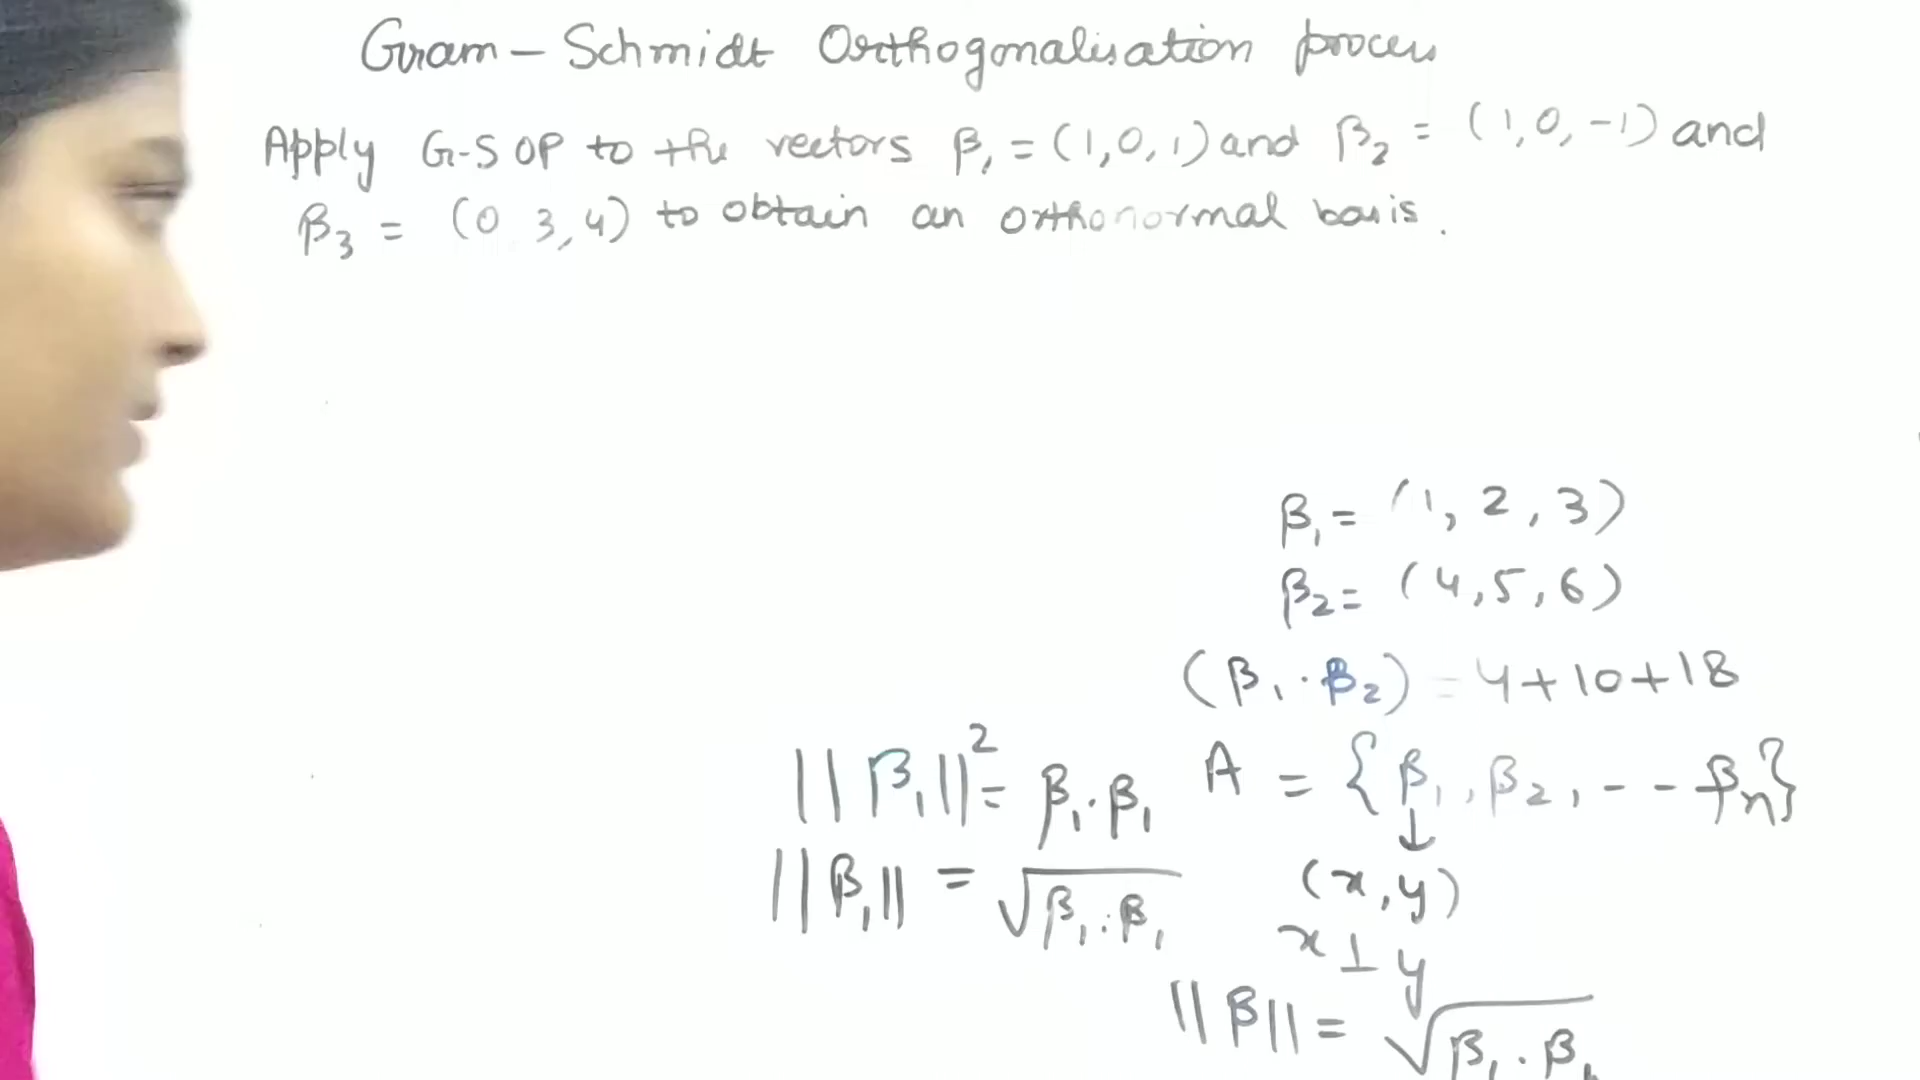 Gram-Schmidt Orthogonalisation process
Apply G-S OP to the vectors β₁ = (1,0,1) and β₂ = (1,0,-1) and
β₃ = (0 3,4) to obtain an orthonormal basis.
β₁ = (1, 2, 3)
β₂ = (4,5,6)
(β₁ · β₂) = 4+10+18
||β₁||² = β₁·β₁
A = {β₁, β₂, --- βn}
↓
||β₁|| = √β₁·β₁
(x,y)
x ⊥ y
||β|| = √β₁·β₁